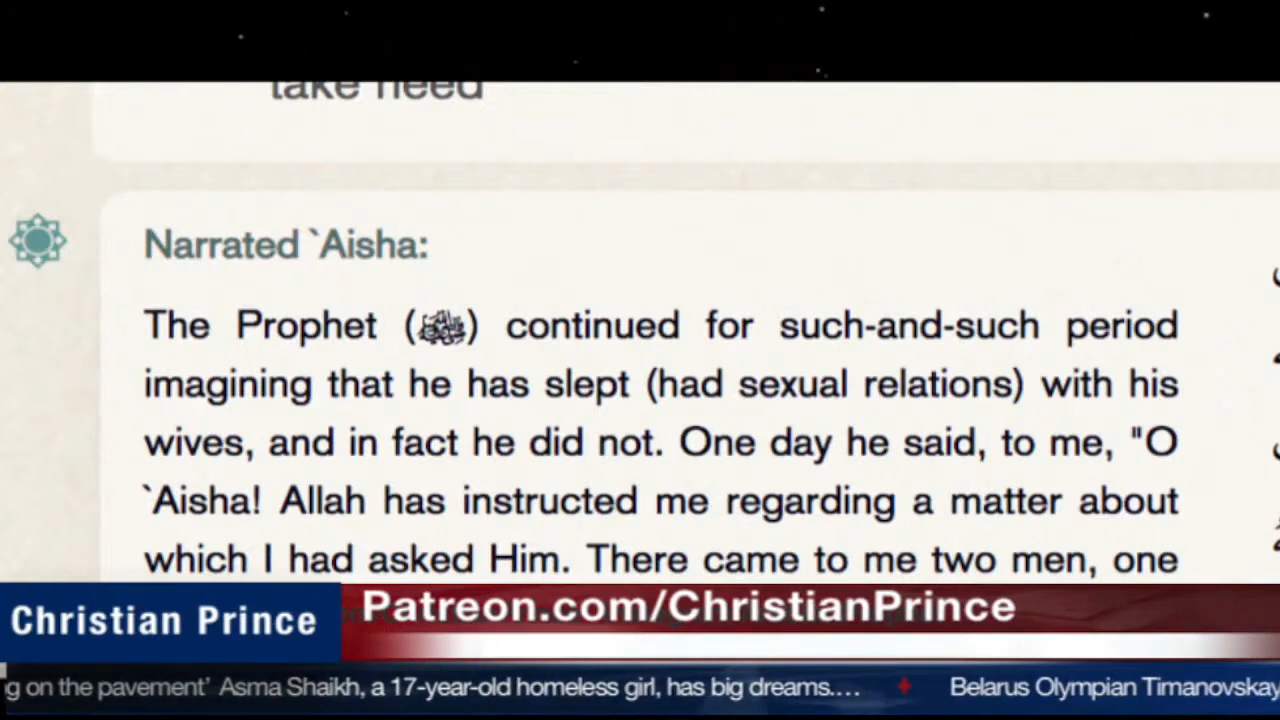 take heed
Narrated `Aisha:
The Prophet (ﷺ) continued for such-and-such period
imagining that he has slept (had sexual relations) with his
wives, and in fact he did not. One day he said, to me, "O
`Aisha! Allah has instructed me regarding a matter about
which I had asked Him. There came to me two men, one
Christian Prince
Patreon.com/ChristianPrince
g on the pavement' Asma Shaikh, a 17-year-old homeless girl, has big dreams.... ♦ Belarus Olympian Timanovskay